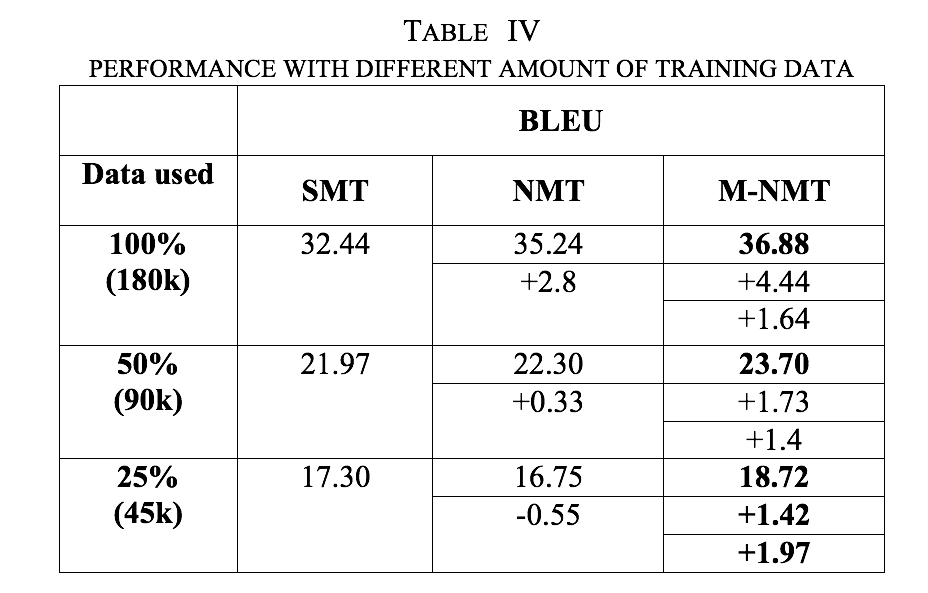 TABLE IV
PERFORMANCE WITH DIFFERENT AMOUNT OF TRAINING DATA
BLEU
Data used
SMT NMT M-NMT
100% 32.44 35.24 36.88
(180k) +2.8 +4.44
+1.64
50% 21.97 22.30 23.70
(90k) +0.33 +1.73
+1.4
25% 17.30 16.75 18.72
(45k) -0.55 +1.42
+1.97